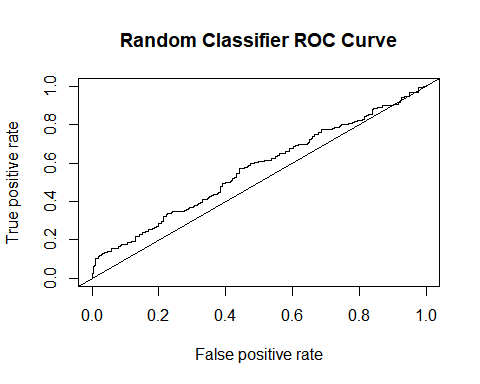 Random Classifier ROC Curve
True positive rate
1.0
0.8
0.6
0.4
0.2
0.0
0.0 0.2 0.4 0.6 0.8 1.0
False positive rate